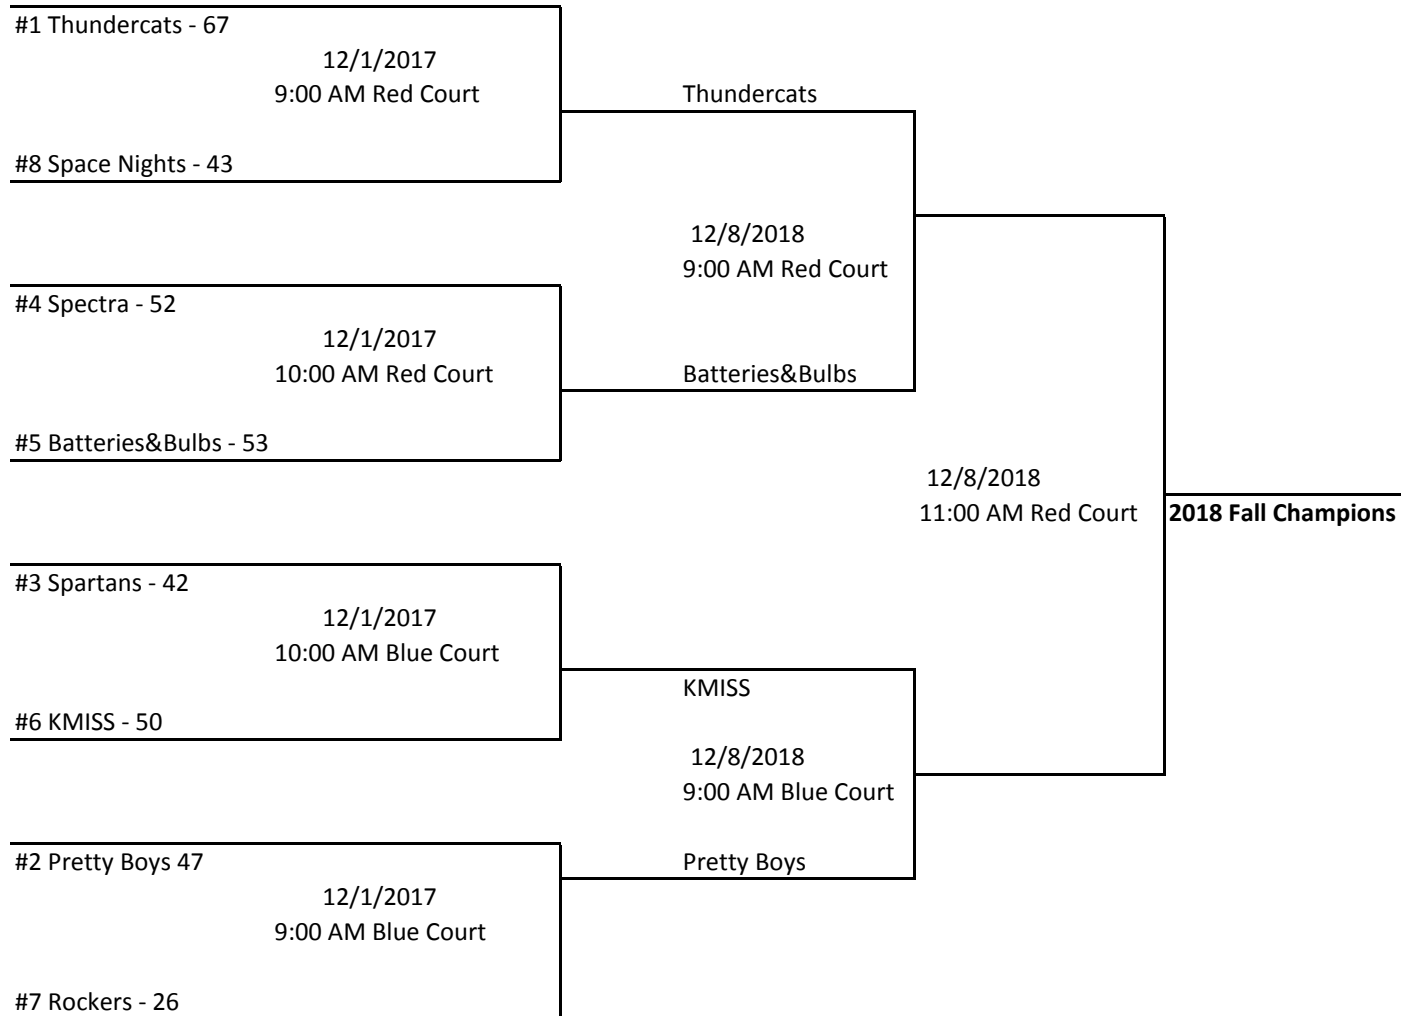 #1 Thundercats - 67
12/1/2017
9:00 AM Red Court
Thundercats
#8 Space Nights - 43
12/8/2018
9:00 AM Red Court
#4 Spectra - 52
12/1/2017
10:00 AM Red Court
Batteries&Bulbs
#5 Batteries&Bulbs - 53
12/8/2018
11:00 AM Red Court
2018 Fall Champions
#3 Spartans - 42
12/1/2017
10:00 AM Blue Court
KMISS
#6 KMISS - 50
12/8/2018
9:00 AM Blue Court
#2 Pretty Boys 47
Pretty Boys
12/1/2017
9:00 AM Blue Court
#7 Rockers - 26